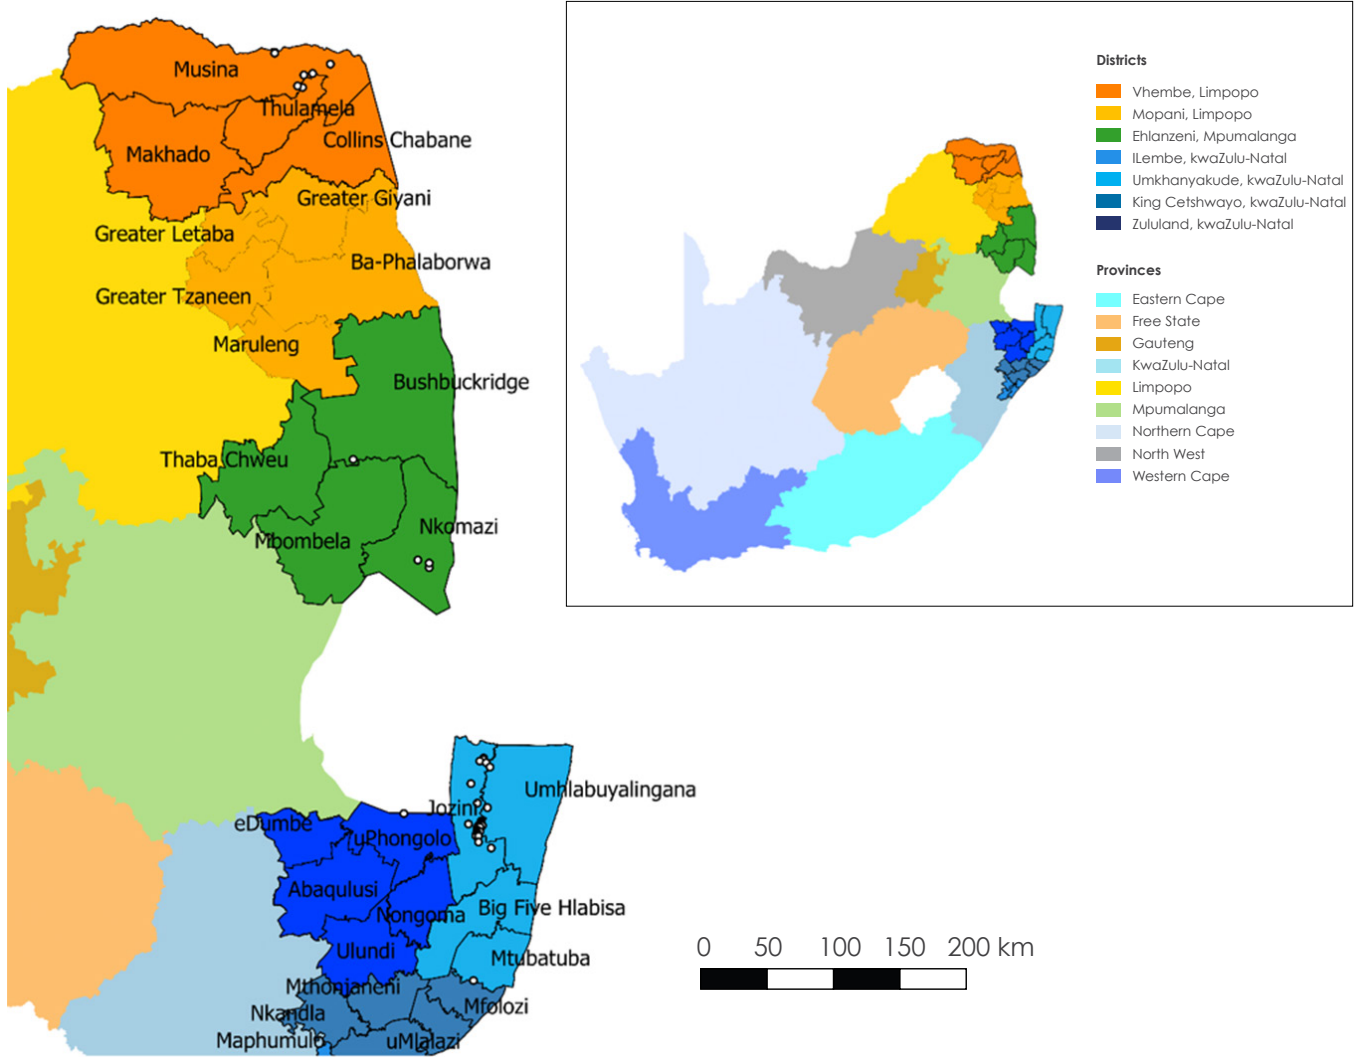 Musina
Thulamela
Collins Chabane
Makhado
Greater Giyani
Greater Letaba
Ba-Phalaborwa
Greater Tzaneen
Maruleng
Bushbuckridge
Thaba Chweu
Nkomazi
Mbombela
Umhlabuyalingana
Jozini
eDumbe
uPhongolo
Abaqulusi
Nongoma
Big Five Hlabisa
Ulundi
Mtubatuba
Mthonjaneni
Nkandla
Mfolozi
Maphumulo
uMlalazi
Districts
Vhembe, Limpopo
Mopani, Limpopo
Ehlanzeni, Mpumalanga
ILembe, kwaZulu-Natal
Umkhanyakude, kwaZulu-Natal
King Cetshwayo, kwaZulu-Natal
Zululand, kwaZulu-Natal
Provinces
Eastern Cape
Free State
Gauteng
KwaZulu-Natal
Limpopo
Mpumalanga
Northern Cape
North West
Western Cape
0 50 100 150 200 km